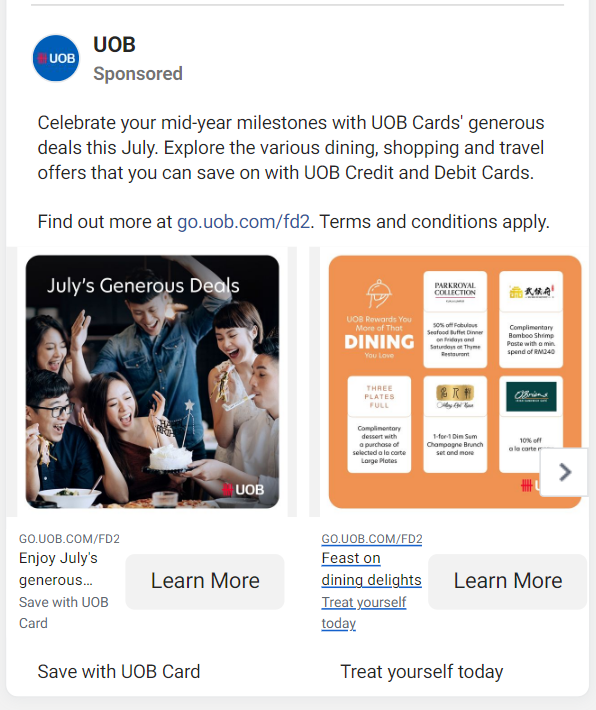 UOB
UOB
Sponsored
Celebrate your mid-year milestones with UOB Cards' generous
deals this July. Explore the various dining, shopping and travel
offers that you can save on with UOB Credit and Debit Cards.
Find out more at go.uob.com/fd2. Terms and conditions apply.
July's Generous Deals
HAPPY
UOB
UOB Rewards You
More of That
DINING
You Love
PARKROYAL
COLLECTION
50% off Fabulous
Seafood Buffet Dinner
on Fridays and
Saturdays at Thyme
Restaurant
武侯府
Complimentary
Bamboo Shrimp
Paste with a min.
spend of RM240
THREE
PLATES
FULL
Complimentary
dessert with
a purchase of
selected a la carte
Large Plates
1-for-1 Dim Sum
Champagne Brunch
set and more
O'Briens
10% off
a la carte
GO.UOB.COM/FD2
Enjoy July's
generous...
Save with UOB
Card
Learn More
GO.UOB.COM/FD2
Feast on
dining delights
Treat yourself
today
Learn More
Save with UOB Card
Treat yourself today